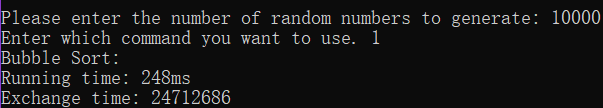 Please enter the number of random numbers to generate: 10000
Enter which command you want to use. 1
Bubble Sort:
Running time: 248ms
Exchange time: 24712686